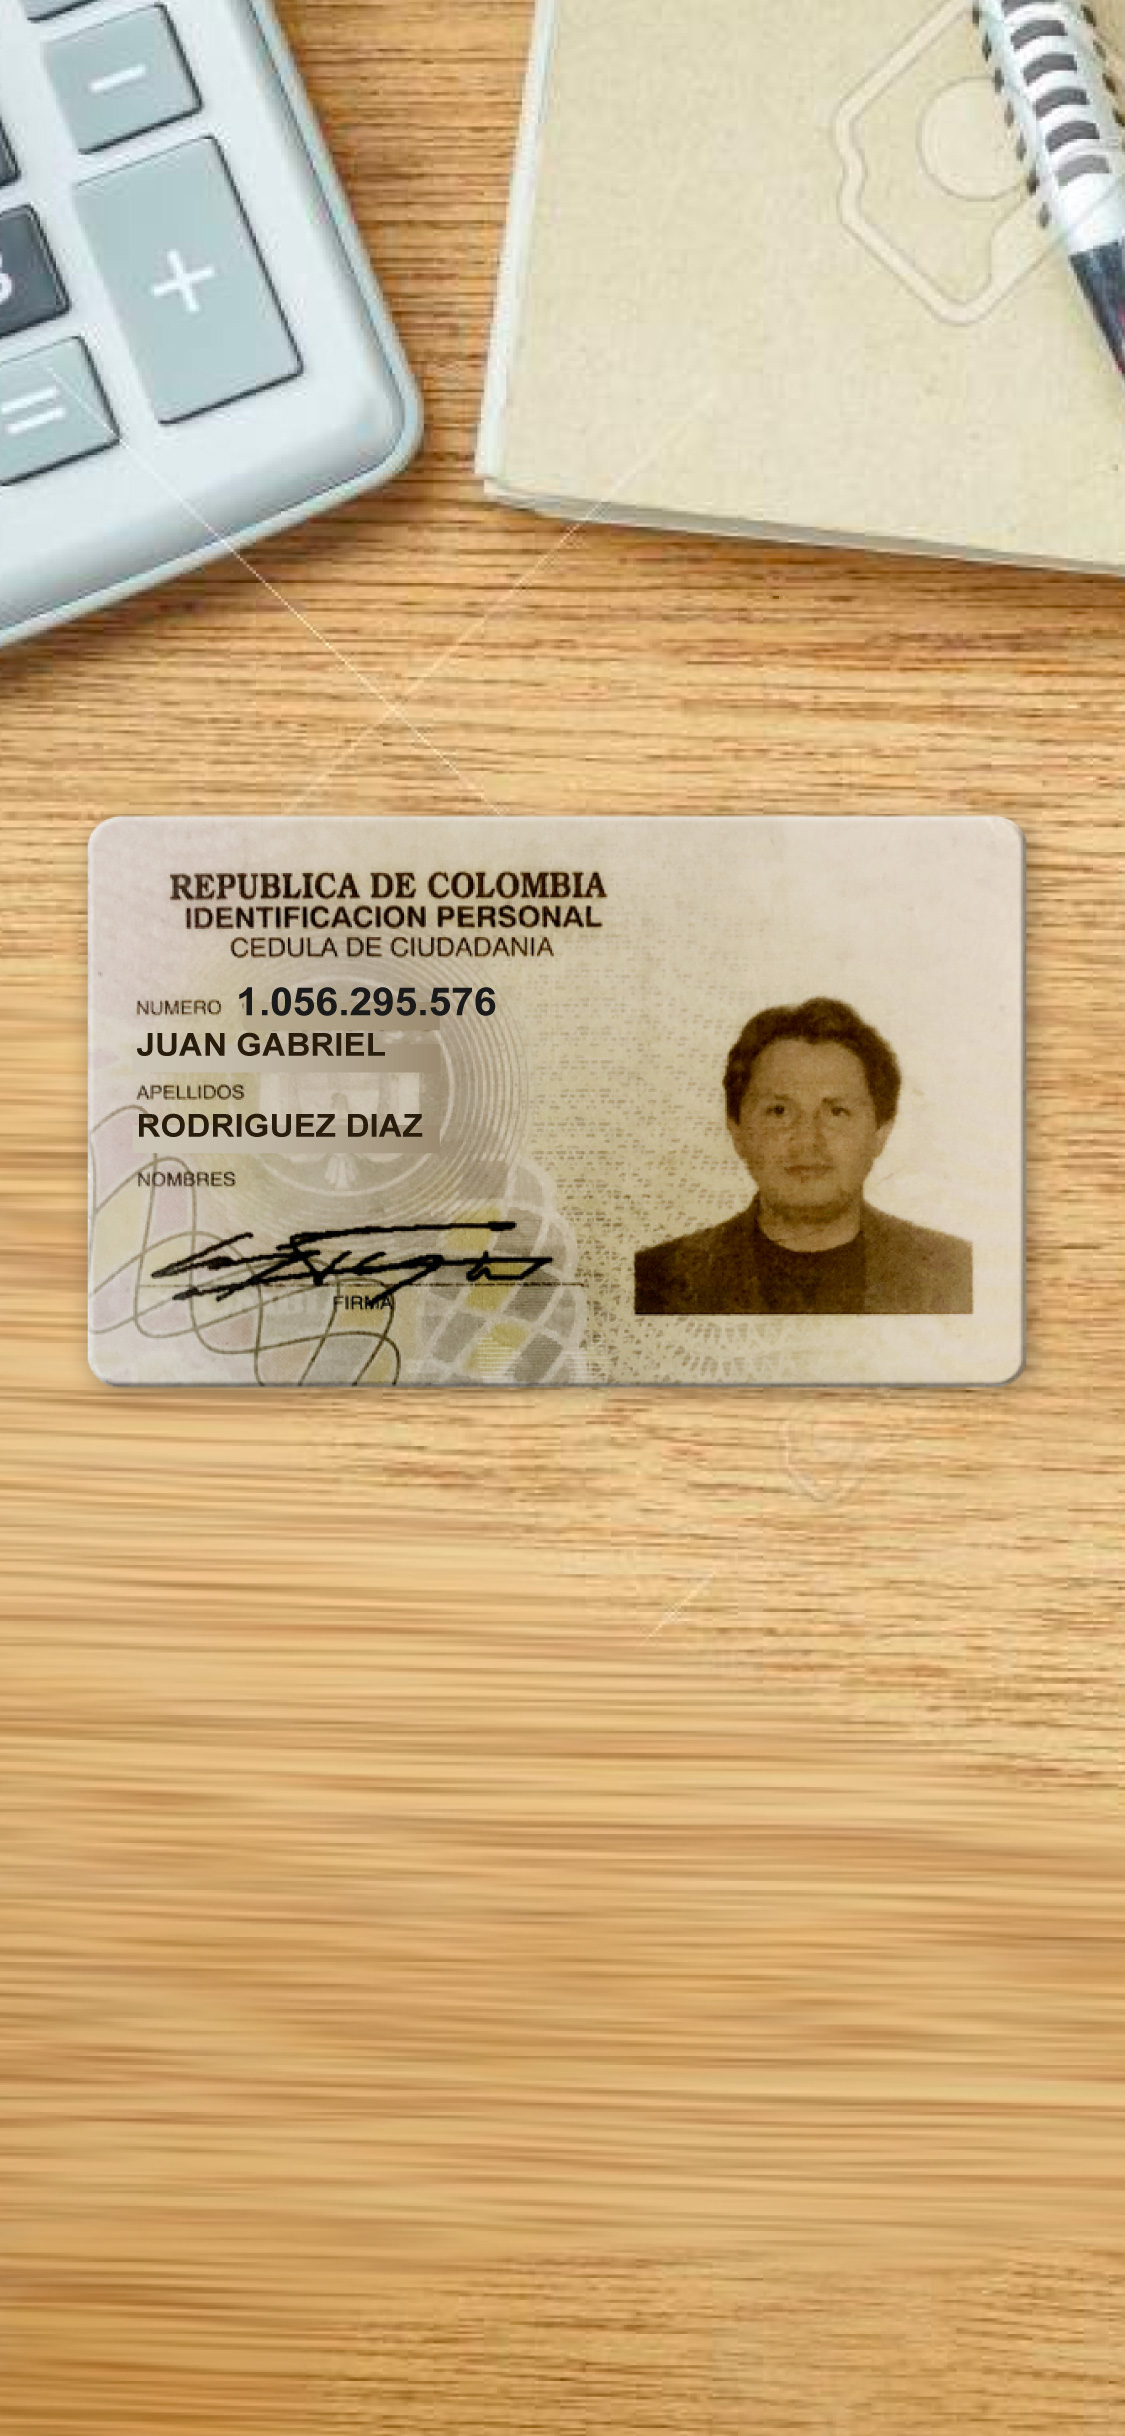 REPUBLICA DE COLOMBIA
IDENTIFICACION PERSONAL
CEDULA DE CIUDADANIA
NUMERO 1.056.295.576
JUAN GABRIEL
APELLIDOS
RODRIGUEZ DIAZ
NOMBRES
FIRMA